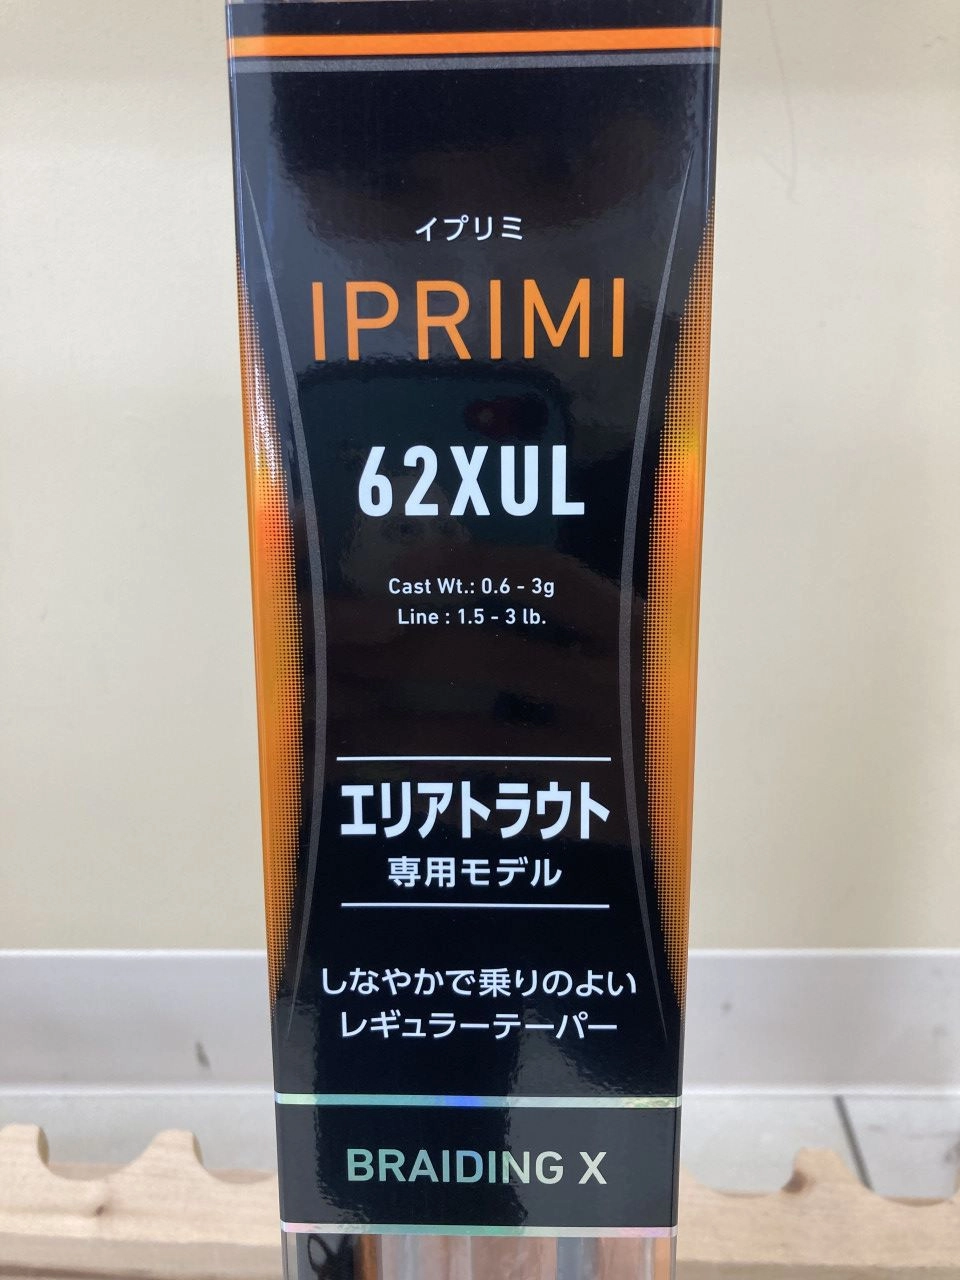 イプリミ
IPRIMI
62XUL
Cast Wt.: 0.6 - 3g
Line : 1.5 - 3 lb.
エリアトラウト
専用モデル
しなやかで乗りのよい
レギュラーテーパー
BRAIDING X